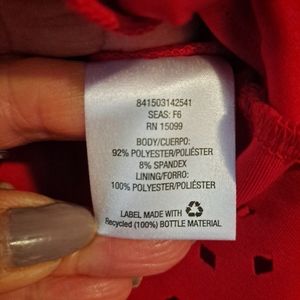 841503142541
SEAS: F6
RN 15099
BODY/CUERPO:
92% POLYESTER/POLIÉSTER
8% SPANDEX
LINING/FORRO:
100% POLYESTER/POLIÉSTER
LABEL MADE WITH
Recycled (100%) BOTTLE MATERIAL